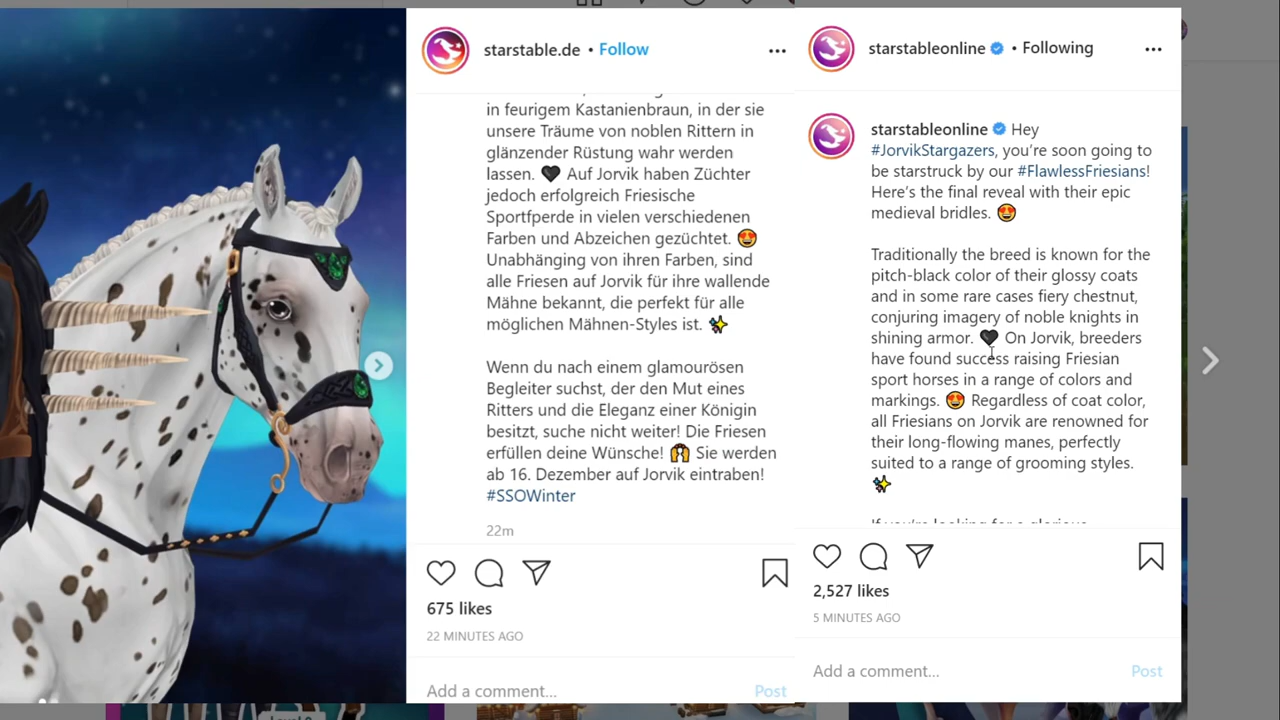 starstable.de • Follow
in feurigem Kastanienbraun, in der sie
unsere Träume von noblen Rittern in
glänzender Rüstung wahr werden
lassen. 🖤 Auf Jorvik haben Züchter
jedoch erfolgreich Friesische
Sportfperde in vielen verschiedenen
Farben und Abzeichen gezüchtet. 😍
Unabhänging von ihren Farben, sind
alle Friesen auf Jorvik für ihre wallende
Mähne bekannt, die perfekt für alle
möglichen Mähnen-Styles ist. ✨
Wenn du nach einem glamourösen
Begleiter suchst, der den Mut eines
Ritters und die Eleganz einer Königin
besitzt, suche nicht weiter! Die Friesen
erfüllen deine Wünsche! 🙌 Sie werden
ab 16. Dezember auf Jorvik eintraben!
#SSOWinter
22m
675 likes
22 MINUTES AGO
Add a comment... Post
starstableonline • Following
starstableonline Hey
#JorvikStargazers, you're soon going to
be starstruck by our #FlawlessFriesians!
Here's the final reveal with their epic
medieval bridles. 😍
Traditionally the breed is known for the
pitch-black color of their glossy coats
and in some rare cases fiery chestnut,
conjuring imagery of noble knights in
shining armor. 🖤 On Jorvik, breeders
have found success raising Friesian
sport horses in a range of colors and
markings. 😍 Regardless of coat color,
all Friesians on Jorvik are renowned for
their long-flowing manes, perfectly
suited to a range of grooming styles.
✨
If you're looking for a glorious
2,527 likes
5 MINUTES AGO
Add a comment... Post